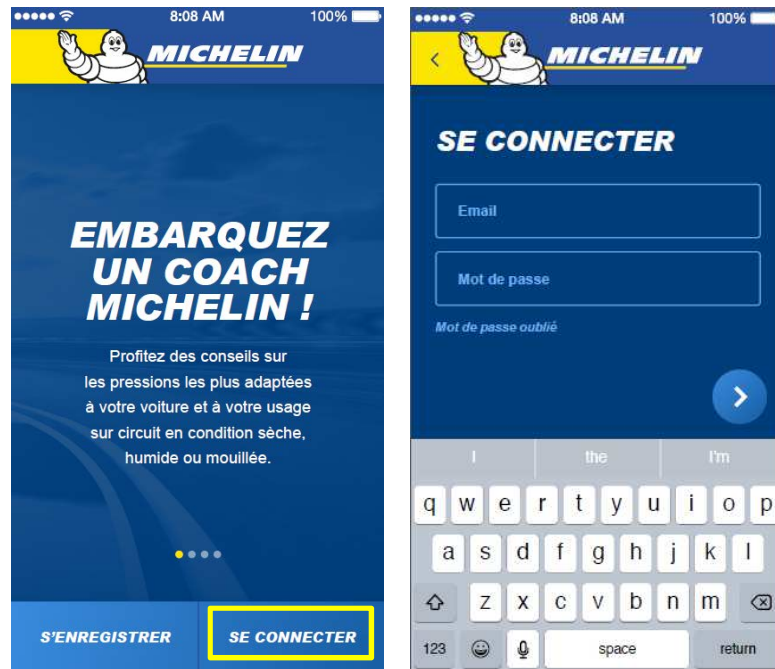 8:08 AM
100%
MICHELIN
EMBARQUEZ
UN COACH
MICHELIN !
Profitez des conseils sur
les pressions les plus adaptées
à votre voiture et à votre usage
sur circuit en condition sèche,
humide ou mouillée.
S'ENREGISTRER
SE CONNECTER
8:08 AM
100%
MICHELIN
SE CONNECTER
Email
Mot de passe
Mot de passe oublié
I the I'm
q w e r t y u i o p
a s d f g h j k l
z x c v b n m
123 space return